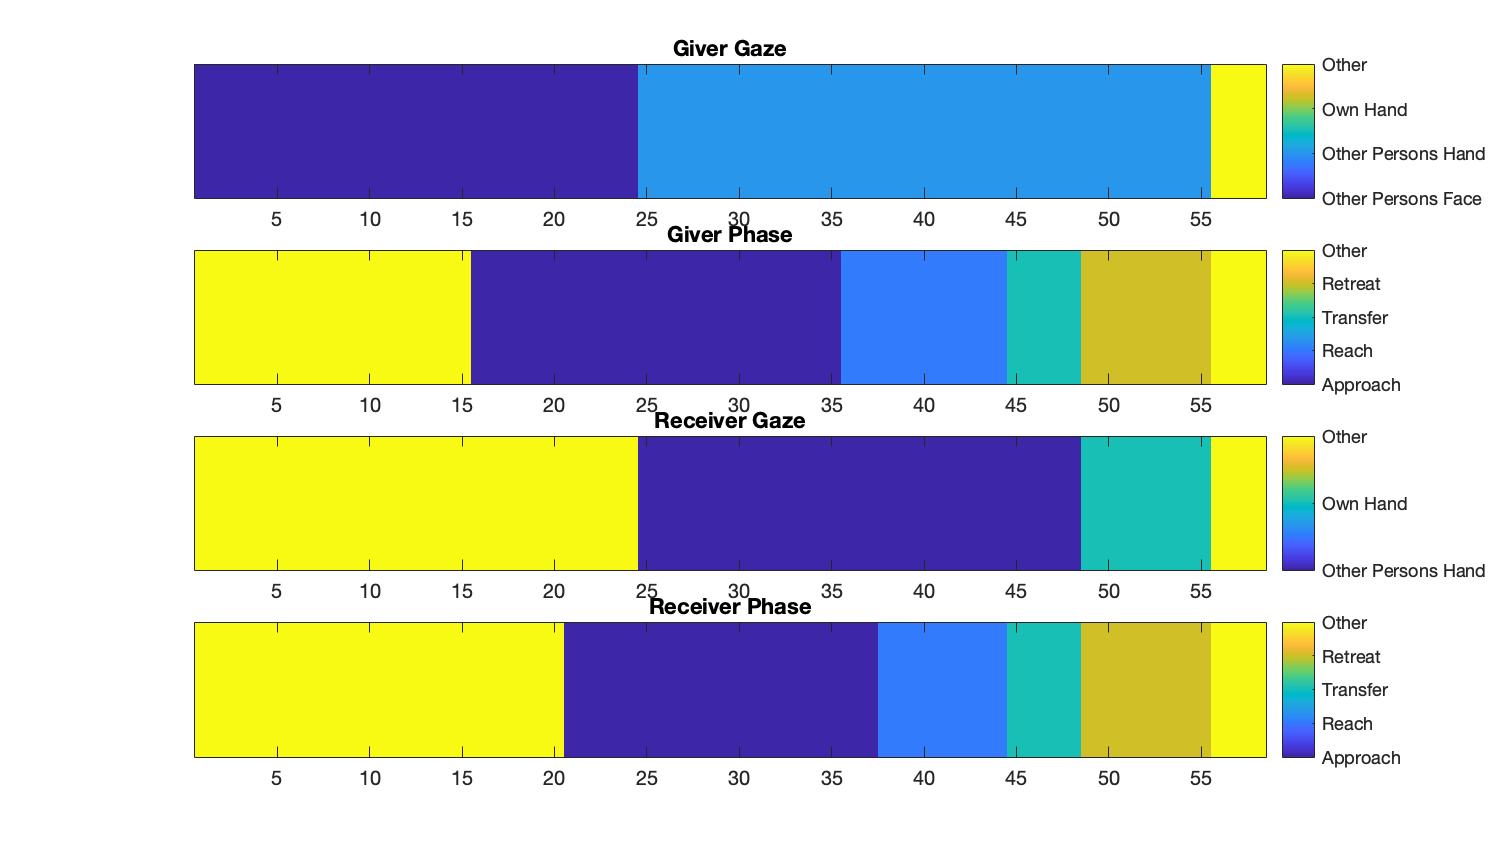 Giver Gaze
Other
Own Hand
Other Persons Hand
Other Persons Face
5 10 15 20 25 30 35 40 45 50 55
Giver Phase
Other
Retreat
Transfer
Reach
Approach
5 10 15 20 25 30 35 40 45 50 55
Receiver Gaze
Other
Own Hand
Other Persons Hand
5 10 15 20 25 30 35 40 45 50 55
Receiver Phase
Other
Retreat
Transfer
Reach
Approach
5 10 15 20 25 30 35 40 45 50 55